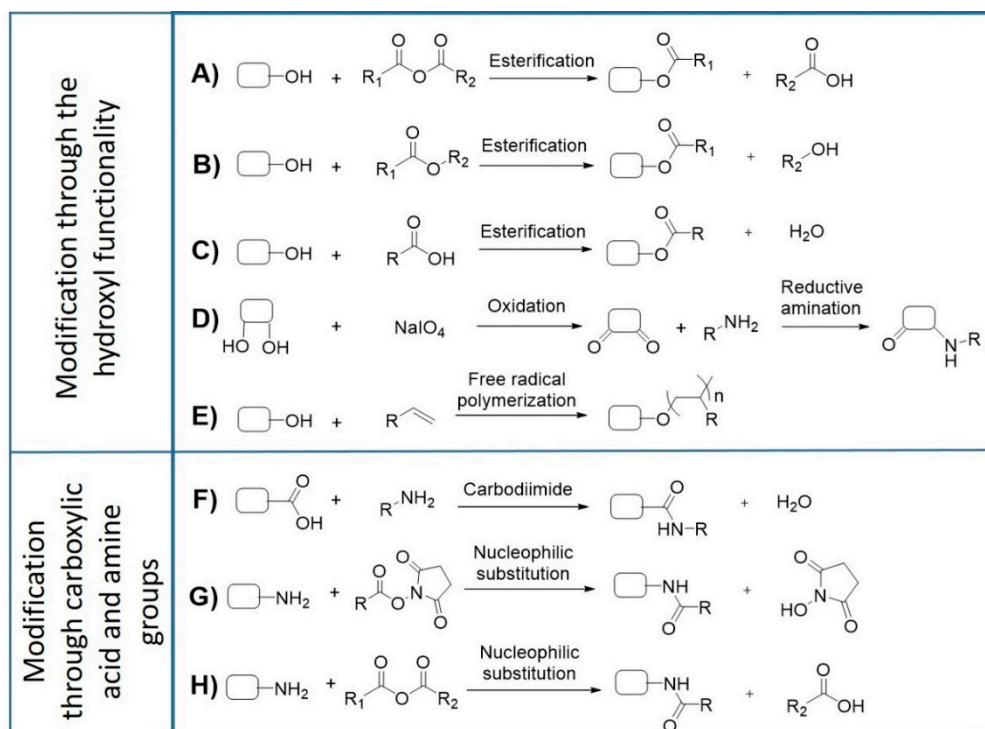 Modification through the
hydroxyl functionality
A) OH + O O R1 O R2 Esterification O O R1 + O R2 OH
B) OH + O R1 O R2 Esterification O O R1 + R2 OH
C) OH + O R OH Esterification O O R + H2O
D) HO OH + NaIO4 Oxidation O O + R NH2 Reductive amination O N H R
E) OH + R Free radical polymerization O n R
Modification
through carboxylic
acid and amine
groups
F) O OH + R NH2 Carbodiimide O HN R + H2O
G) NH2 + O R O N O O Nucleophilic substitution NH O R + O HO N O
H) NH2 + O O R1 O R2 Nucleophilic substitution NH O R + O R2 OH